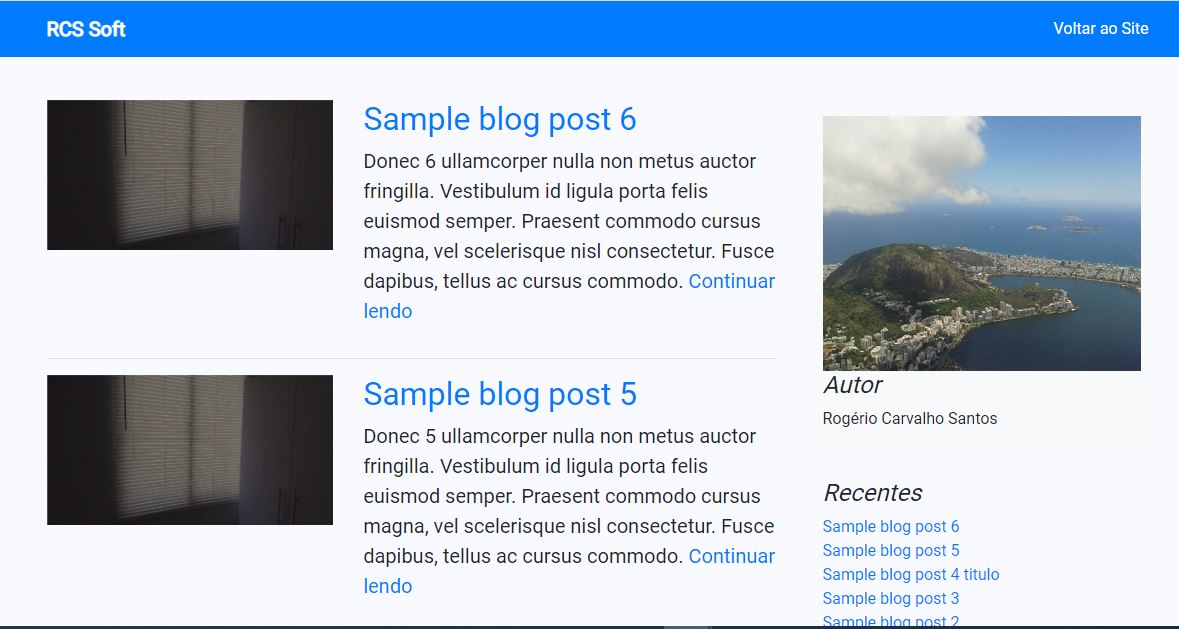 RCS Soft
Voltar ao Site
Sample blog post 6
Donec 6 ullamcorper nulla non metus auctor
fringilla. Vestibulum id ligula porta felis
euismod semper. Praesent commodo cursus
magna, vel scelerisque nisl consectetur. Fusce
dapibus, tellus ac cursus commodo. Continuar
lendo
Sample blog post 5
Donec 5 ullamcorper nulla non metus auctor
fringilla. Vestibulum id ligula porta felis
euismod semper. Praesent commodo cursus
magna, vel scelerisque nisl consectetur. Fusce
dapibus, tellus ac cursus commodo. Continuar
lendo
Autor
Rogério Carvalho Santos
Recentes
Sample blog post 6
Sample blog post 5
Sample blog post 4 titulo
Sample blog post 3
Sample blog post 2